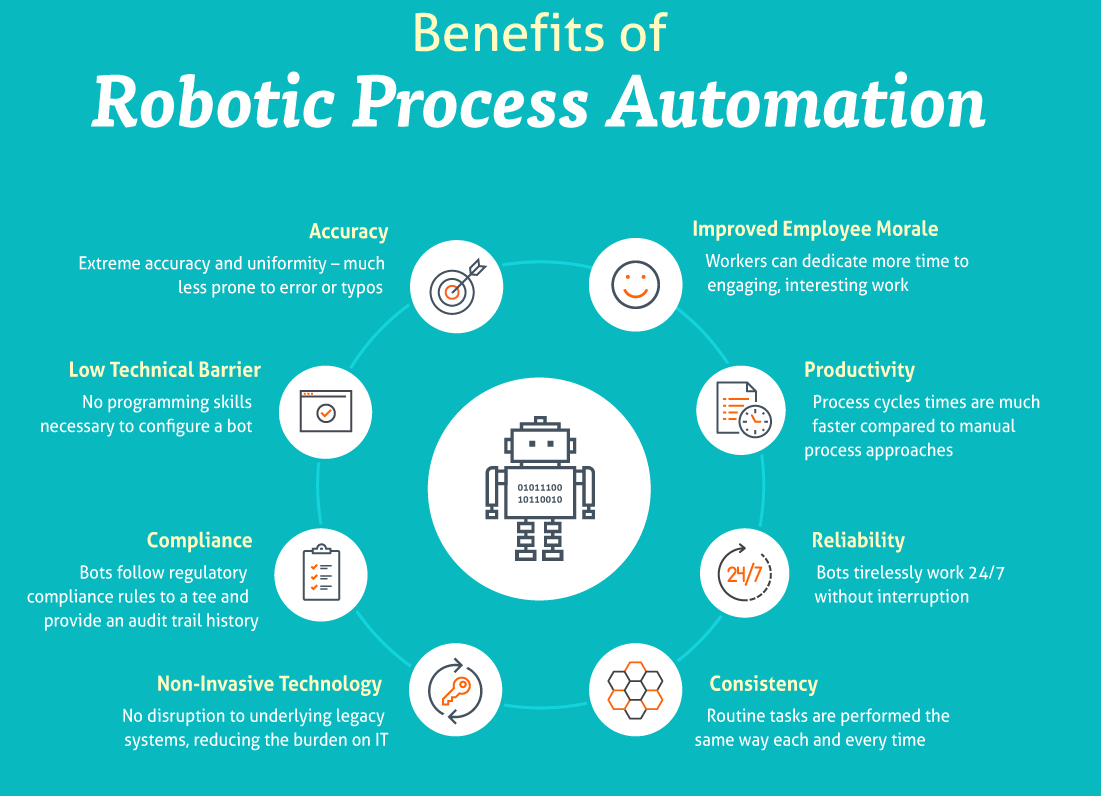 Benefits of
Robotic Process Automation
Accuracy
Extreme accuracy and uniformity – much
less prone to error or typos
Improved Employee Morale
Workers can dedicate more time to
engaging, interesting work
Low Technical Barrier
No programming skills
necessary to configure a bot
Productivity
Process cycles times are much
faster compared to manual
process approaches
01011100
10110010
Compliance
Bots follow regulatory
compliance rules to a tee and
provide an audit trail history
24/7
Reliability
Bots tirelessly work 24/7
without interruption
Non-Invasive Technology
No disruption to underlying legacy
systems, reducing the burden on IT
Consistency
Routine tasks are performed the
same way each and every time